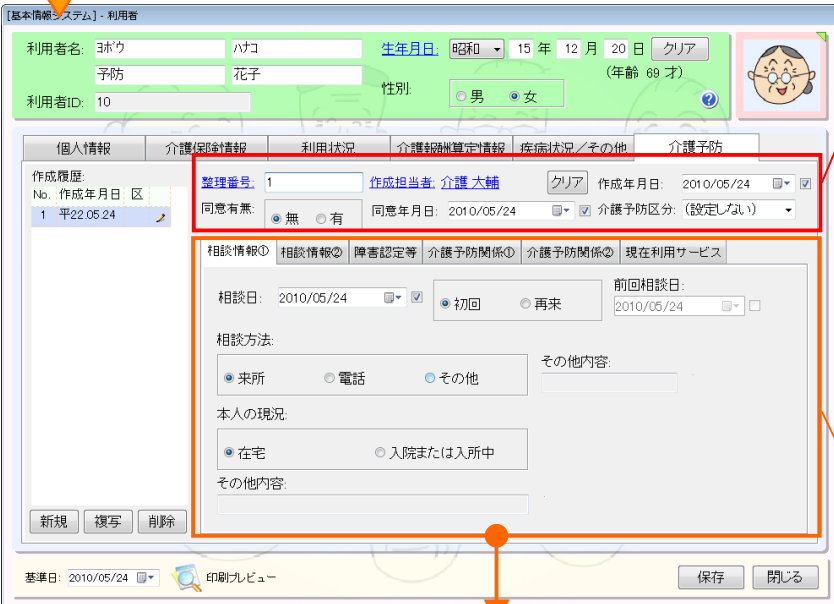 [基本情報システム] - 利用者
利用者名: ﾖﾎﾞｳ ﾊﾅｺ 生年月日: 昭和 15 年 12 月 20 日 クリア
予防 花子 (年齢 69 才)
性別: 男 女
利用者ID: 10
個人情報 介護保険情報 利用状況 介護報酬算定情報 疾病状況／その他 介護予防
作成履歴:
No. 作成年月日 区
1 平22.05.24
整理番号: 1 作成担当者: 介護 大輔 クリア 作成年月日: 2010/05/24
同意有無: 無 有 同意年月日: 2010/05/24 介護予防区分: (設定しない)
相談情報① 相談情報② 障害認定等 介護予防関係① 介護予防関係② 現在利用サービス
相談日: 2010/05/24 初回 再来 前回相談日:
2010/05/24
相談方法:
来所 電話 その他 その他内容:
本人の現況:
在宅 入院または入所中
その他内容:
新規 複写 削除
基準日: 2010/05/24 印刷プレビュー 保存 閉じる